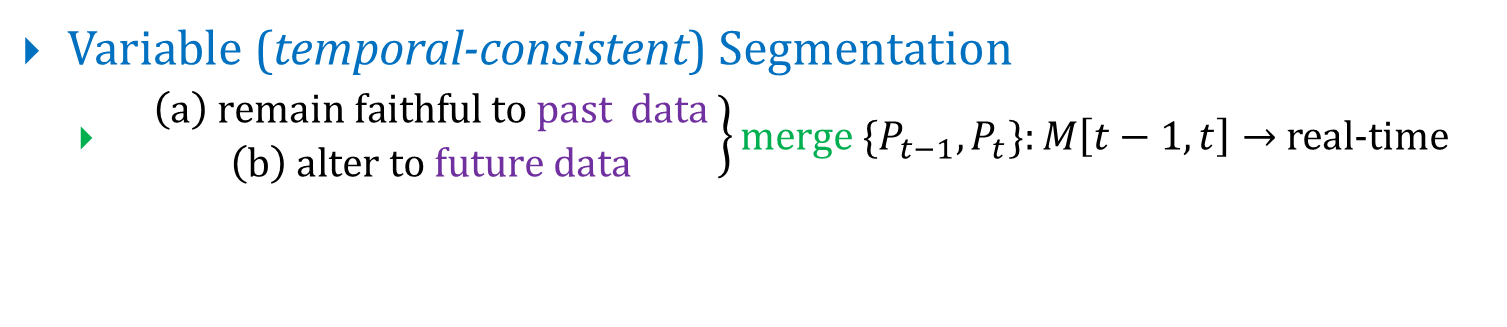 Variable (temporal-consistent) Segmentation
(a) remain faithful to past data
(b) alter to future data
} merge {P_{t−1}, P_t}: M[t − 1, t] → real-time